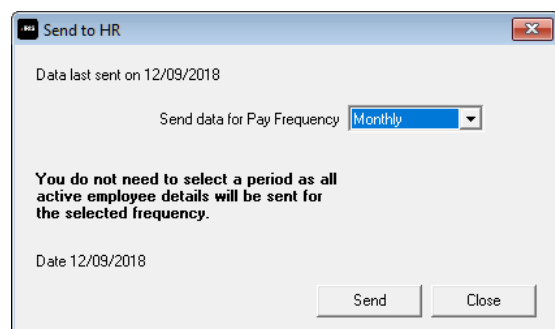 Send to HR
Data last sent on 12/09/2018
Send data for Pay Frequency Monthly
You do not need to select a period as all
active employee details will be sent for
the selected frequency.
Date 12/09/2018
Send Close